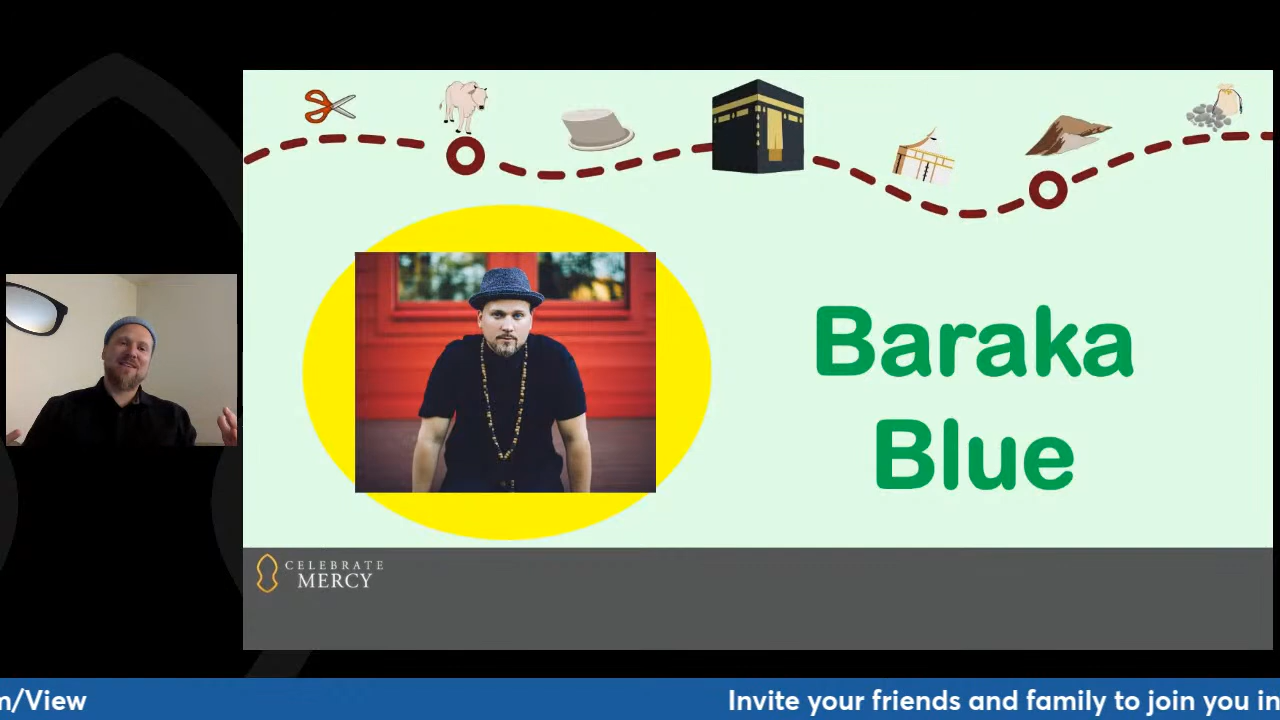 Baraka
Blue
CELEBRATE
MERCY
m/View
Invite your friends and family to join you in